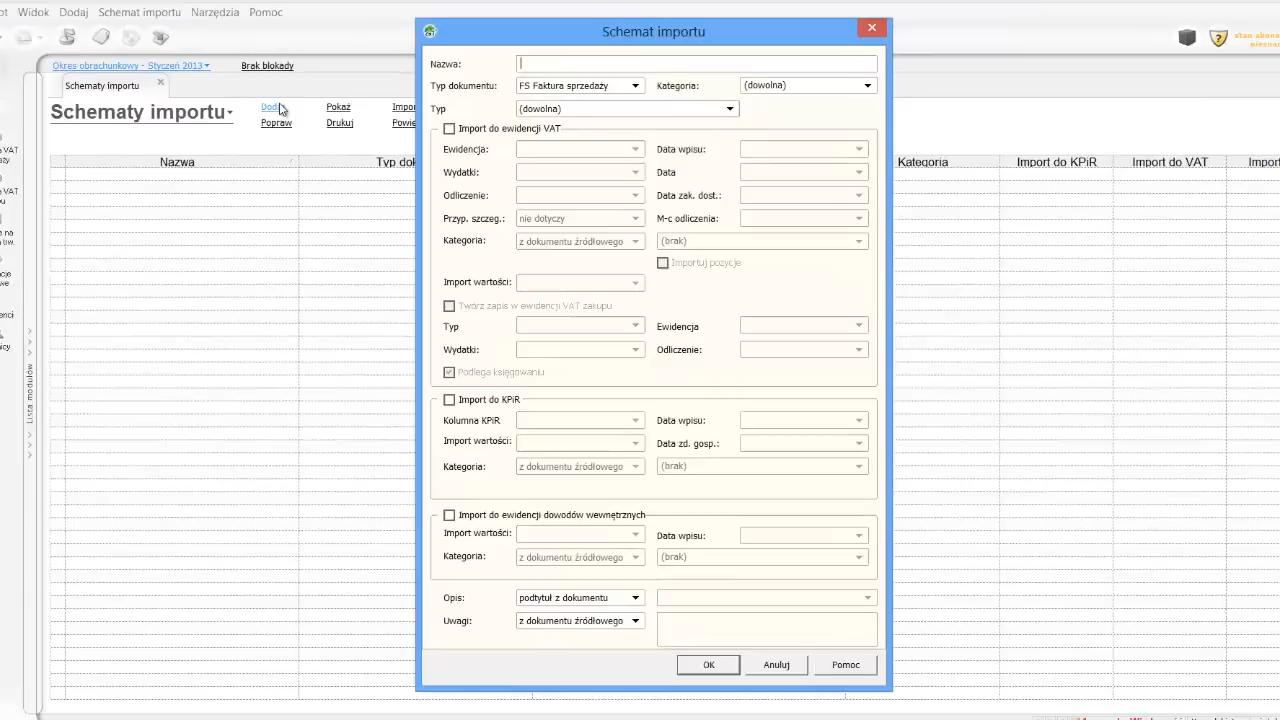 Widok Dodaj Schematy importu Narzędzia Pomoc
Okres obrachunkowy - Styczeń 2013 Brak blokady
Schematy importu
Schematy importu
Pokaż
Popraw Drukuj
Nazwa Kategoria Import do KPiR Import do VAT
Lista modułów
Schemat importu
Nazwa:
Typ dokumentu: FS Faktura sprzedaży Kategoria: (dowolna)
Typ (dowolna)
Import do ewidencji VAT
Ewidencja: Data wpisu:
Wydatki: Data
Odliczenie: Data zak. dost.:
Przyp. szczeg.: nie dotyczy M-c odliczenia:
Kategoria: z dokumentu źródłowego (brak)
Importuj pozycje
Import wartości:
Twórz zapis w ewidencji VAT zakupu
Typ Ewidencja
Wydatki: Odliczenie:
Podlega księgowaniu
Import do KPiR
Kolumna KPiR Data wpisu:
Import wartości: Data zd. gosp.:
Kategoria: z dokumentu źródłowego (brak)
Import do ewidencji dowodów wewnętrznych
Import wartości: Data wpisu:
Kategoria: z dokumentu źródłowego (brak)
Opis: podtytuł z dokumentu
Uwagi: z dokumentu źródłowego
OK Anuluj Pomoc